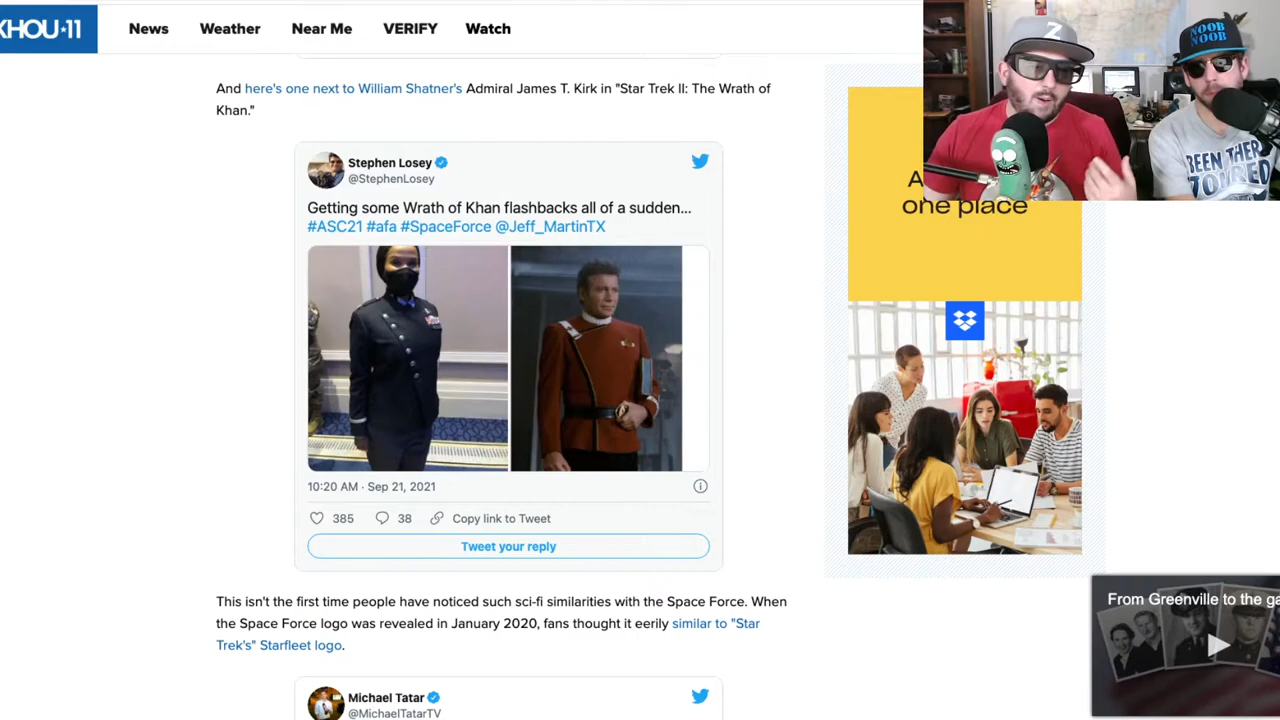 KHOU★11
News
Weather
Near Me
VERIFY
Watch
And here's one next to William Shatner's Admiral James T. Kirk in "Star Trek II: The Wrath of
Khan."
Stephen Losey
@StephenLosey
Getting some Wrath of Khan flashbacks all of a sudden...
#ASC21 #afa #SpaceForce @Jeff_MartinTX
10:20 AM · Sep 21, 2021
385
38
Copy link to Tweet
Tweet your reply
This isn't the first time people have noticed such sci-fi similarities with the Space Force. When
the Space Force logo was revealed in January 2020, fans thought it eerily similar to "Star
Trek's" Starfleet logo.
Michael Tatar
@MichaelTatarTV
one place
From Greenville to the ga
Z
NOOB
NOOB
BEEN THER